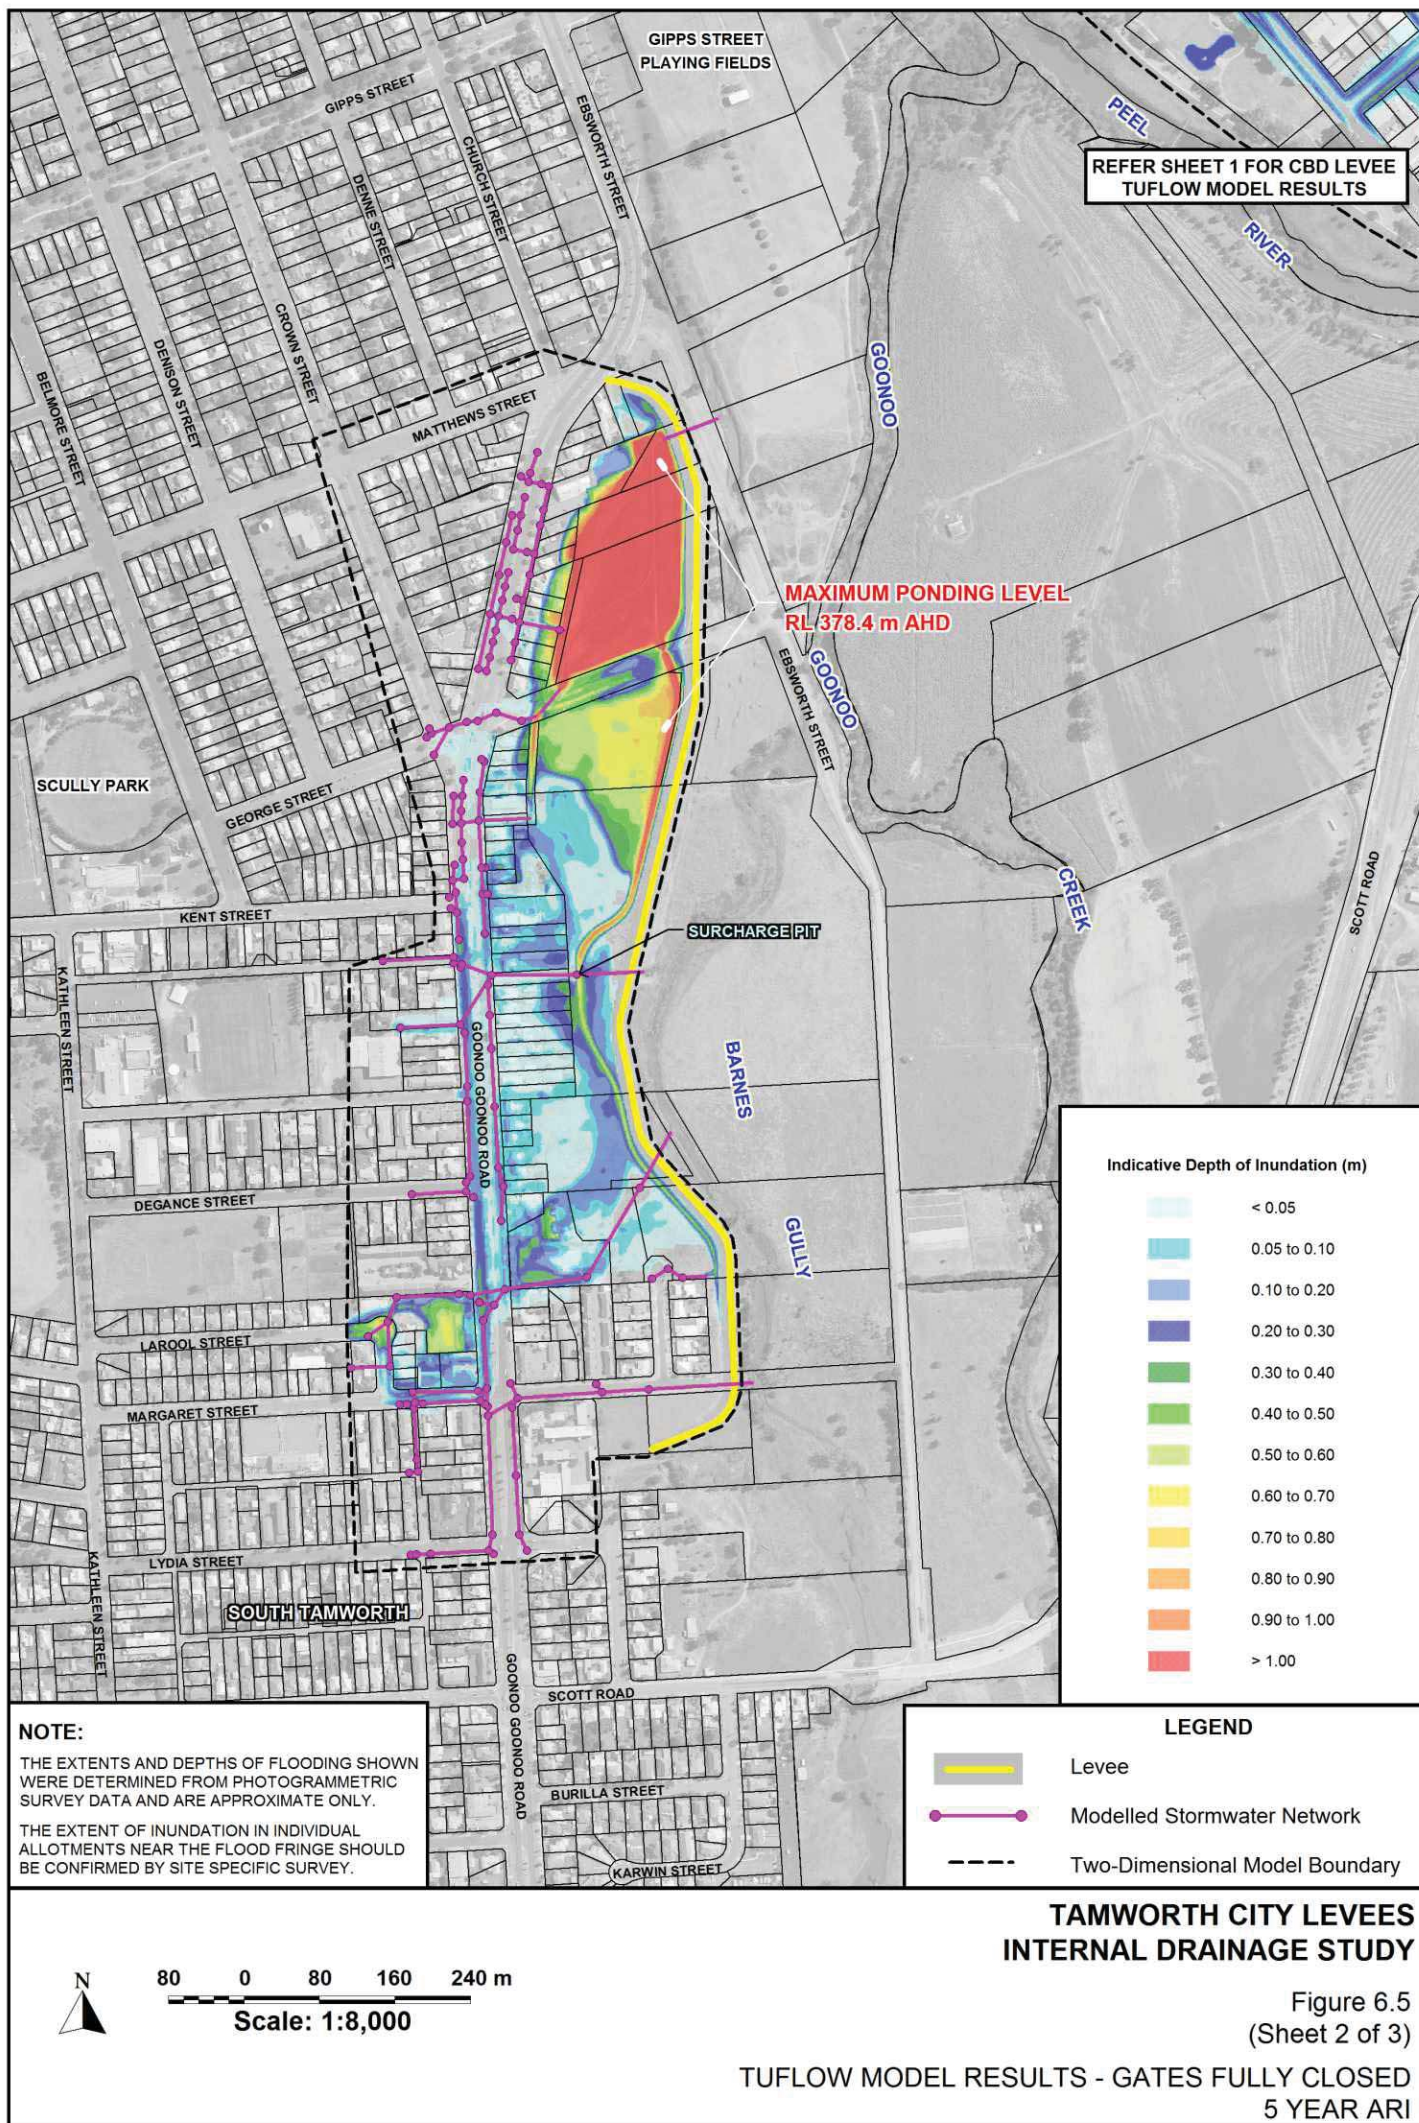 GIPPS STREET
PLAYING FIELDS
GIPPS STREET
EBSWORTH STREET
CHURCH STREET
DENNE STREET
PEEL
REFER SHEET 1 FOR CBD LEVEE
TUFLOW MODEL RESULTS
RIVER
CROWN STREET
DENISON STREET
BELMORE STREET
MATTHEWS STREET
GOONOO
MAXIMUM PONDING LEVEL
RL 378.4 m AHD
GOONOO
EBSWORTH STREET
SCULLY PARK
GEORGE STREET
CREEK
SCOTT ROAD
KENT STREET
SURCHARGE PIT
KATHLEEN STREET
GOONOO GOONOO ROAD
BARNES
DEGANCE STREET
GULLY
LAROOL STREET
MARGARET STREET
LYDIA STREET
KATHLEEN STREET
SOUTH TAMWORTH
SCOTT ROAD
GOONOO GOONOO ROAD
BURILLA STREET
KARWIN STREET
Indicative Depth of Inundation (m)
< 0.05
0.05 to 0.10
0.10 to 0.20
0.20 to 0.30
0.30 to 0.40
0.40 to 0.50
0.50 to 0.60
0.60 to 0.70
0.70 to 0.80
0.80 to 0.90
0.90 to 1.00
> 1.00
NOTE:
THE EXTENTS AND DEPTHS OF FLOODING SHOWN
WERE DETERMINED FROM PHOTOGRAMMETRIC
SURVEY DATA AND ARE APPROXIMATE ONLY.
THE EXTENT OF INUNDATION IN INDIVIDUAL
ALLOTMENTS NEAR THE FLOOD FRINGE SHOULD
BE CONFIRMED BY SITE SPECIFIC SURVEY.
LEGEND
Levee
Modelled Stormwater Network
Two-Dimensional Model Boundary
N
80 0 80 160 240 m
Scale: 1:8,000
TAMWORTH CITY LEVEES
INTERNAL DRAINAGE STUDY
Figure 6.5
(Sheet 2 of 3)
TUFLOW MODEL RESULTS - GATES FULLY CLOSED
5 YEAR ARI